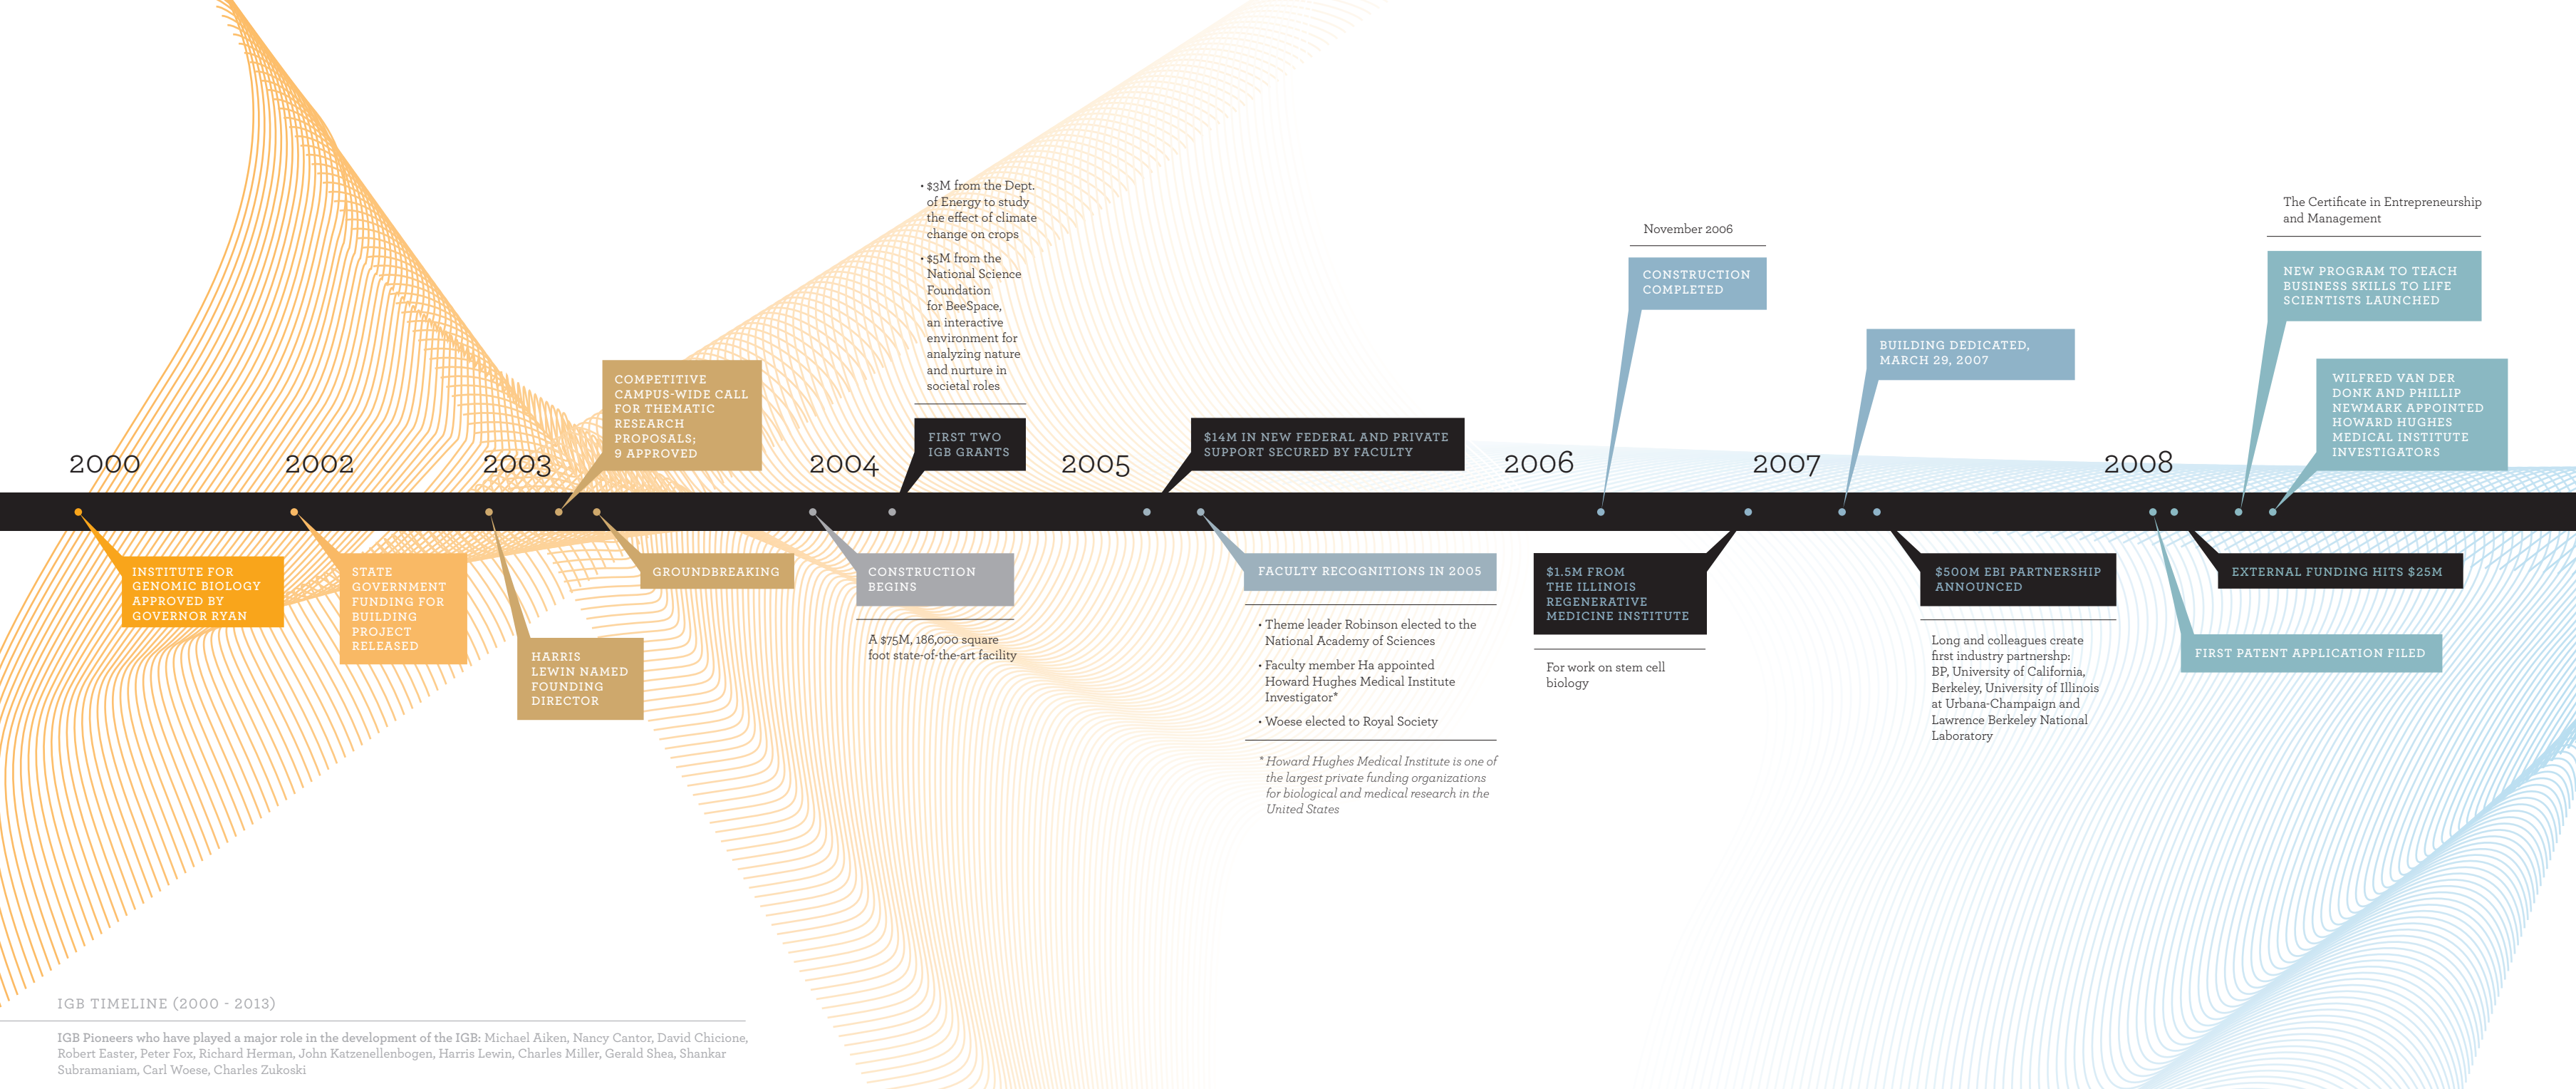 • $3M from the Dept.
of Energy to study
the effect of climate
change on crops
• $5M from the
National Science
Foundation
for BeeSpace,
an interactive
environment for
analyzing nature
and nurture in
societal roles
November 2006
CONSTRUCTION
COMPLETED
The Certificate in Entrepreneurship
and Management
NEW PROGRAM TO TEACH
BUSINESS SKILLS TO LIFE
SCIENTISTS LAUNCHED
BUILDING DEDICATED,
MARCH 29, 2007
COMPETITIVE
CAMPUS-WIDE CALL
FOR THEMATIC
RESEARCH
PROPOSALS;
9 APPROVED
FIRST TWO
IGB GRANTS
$14M IN NEW FEDERAL AND PRIVATE
SUPPORT SECURED BY FACULTY
WILFRED VAN DER
DONK AND PHILLIP
NEWMARK APPOINTED
HOWARD HUGHES
MEDICAL INSTITUTE
INVESTIGATORS
2000
2002
2003
2004
2005
2006
2007
2008
INSTITUTE FOR
GENOMIC BIOLOGY
APPROVED BY
GOVERNOR RYAN
STATE
GOVERNMENT
FUNDING FOR
BUILDING
PROJECT
RELEASED
HARRIS
LEWIN NAMED
FOUNDING
DIRECTOR
GROUNDBREAKING
CONSTRUCTION
BEGINS
A $75M, 186,000 square
foot state-of-the-art facility
FACULTY RECOGNITIONS IN 2005
• Theme leader Robinson elected to the
National Academy of Sciences
• Faculty member Ha appointed
Howard Hughes Medical Institute
Investigator*
• Woese elected to Royal Society
* Howard Hughes Medical Institute is one of
the largest private funding organizations
for biological and medical research in the
United States
$1.5M FROM
THE ILLINOIS
REGENERATIVE
MEDICINE INSTITUTE
For work on stem cell
biology
$500M EBI PARTNERSHIP
ANNOUNCED
Long and colleagues create
first industry partnershp:
BP, University of California,
Berkeley, University of Illinois
at Urbana-Champaign and
Lawrence Berkeley National
Laboratory
EXTERNAL FUNDING HITS $25M
FIRST PATENT APPLICATION FILED
IGB TIMELINE (2000 - 2013)
IGB Pioneers who have played a major role in the development of the IGB: Michael Aiken, Nancy Cantor, David Chicione,
Robert Easter, Peter Fox, Richard Herman, John Katzenellenbogen, Harris Lewin, Charles Miller, Gerald Shea, Shankar
Subramaniam, Carl Woese, Charles Zukoski